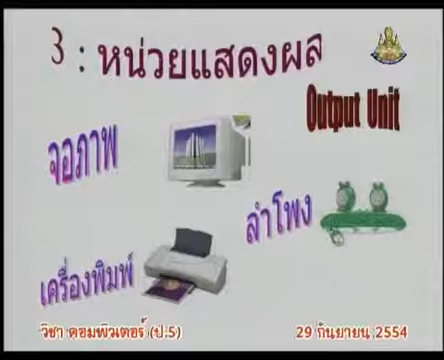 3 : หน่วยแสดงผล
Output Unit
จอภาพ
ลำโพง
เครื่องพิมพ์
วิชา คอมพิวเตอร์ (ป.5)
29 กันยายน 2554